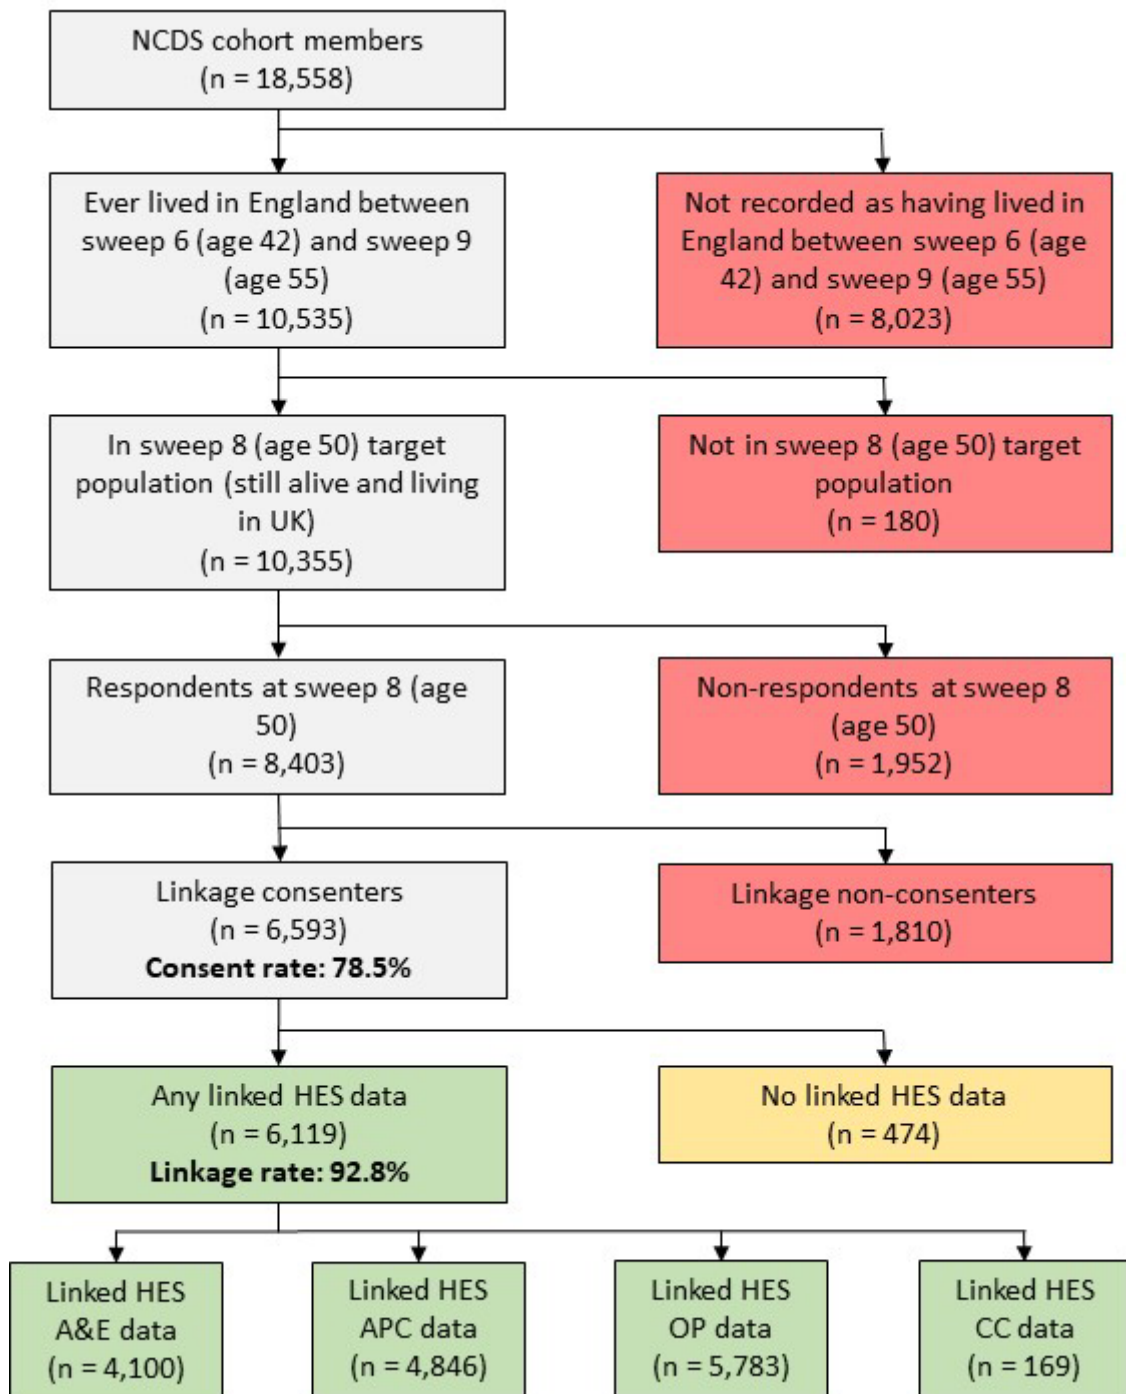 NCDS cohort members
(n = 18,558)
Ever lived in England between
sweep 6 (age 42) and sweep 9
(age 55)
(n = 10,535)
Not recorded as having lived in
England between sweep 6 (age
42) and sweep 9 (age 55)
(n = 8,023)
In sweep 8 (age 50) target
population (still alive and living
in UK)
(n = 10,355)
Not in sweep 8 (age 50) target
population
(n = 180)
Respondents at sweep 8 (age
50)
(n = 8,403)
Non-respondents at sweep 8
(age 50)
(n = 1,952)
Linkage consenters
(n = 6,593)
Consent rate: 78.5%
Linkage non-consenters
(n = 1,810)
Any linked HES data
(n = 6,119)
Linkage rate: 92.8%
No linked HES data
(n = 474)
Linked HES
A&E data
(n = 4,100)
Linked HES
APC data
(n = 4,846)
Linked HES
OP data
(n = 5,783)
Linked HES
CC data
(n = 169)